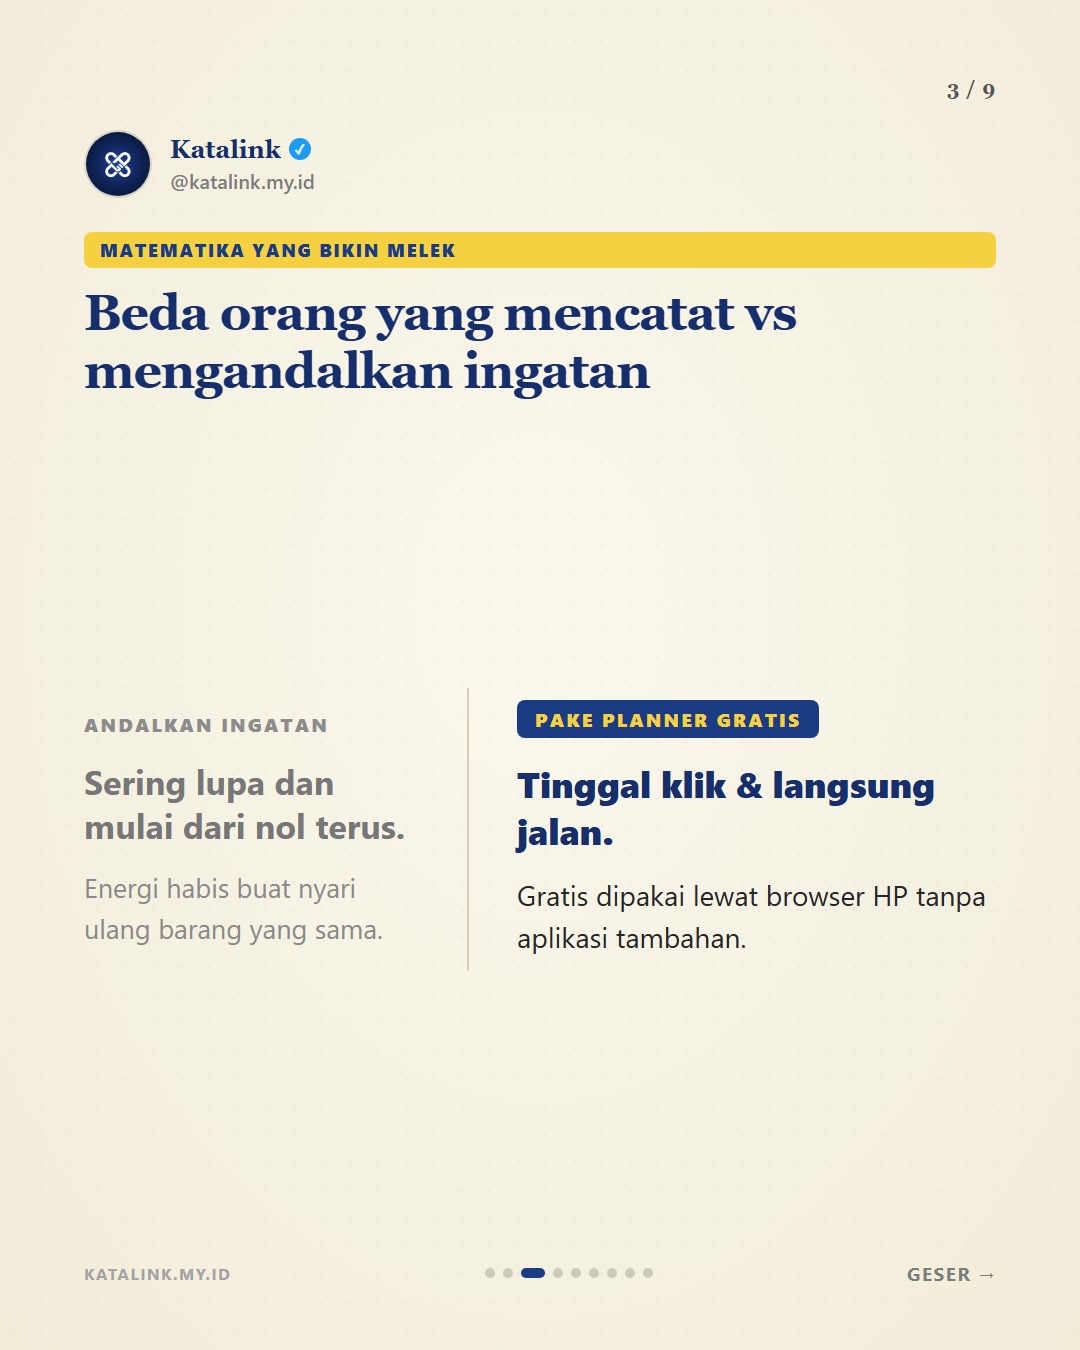 3 / 9
Katalink
@katalink.my.id
MATEMATIKA YANG BIKIN MELEK
Beda orang yang mencatat vs
mengandalkan ingatan
ANDALKAN INGATAN
Sering lupa dan
mulai dari nol terus.
Energi habis buat nyari
ulang barang yang sama.
PAKE PLANNER GRATIS
Tinggal klik & langsung
jalan.
Gratis dipakai lewat browser HP tanpa
aplikasi tambahan.
KATALINK.MY.ID
GESER →